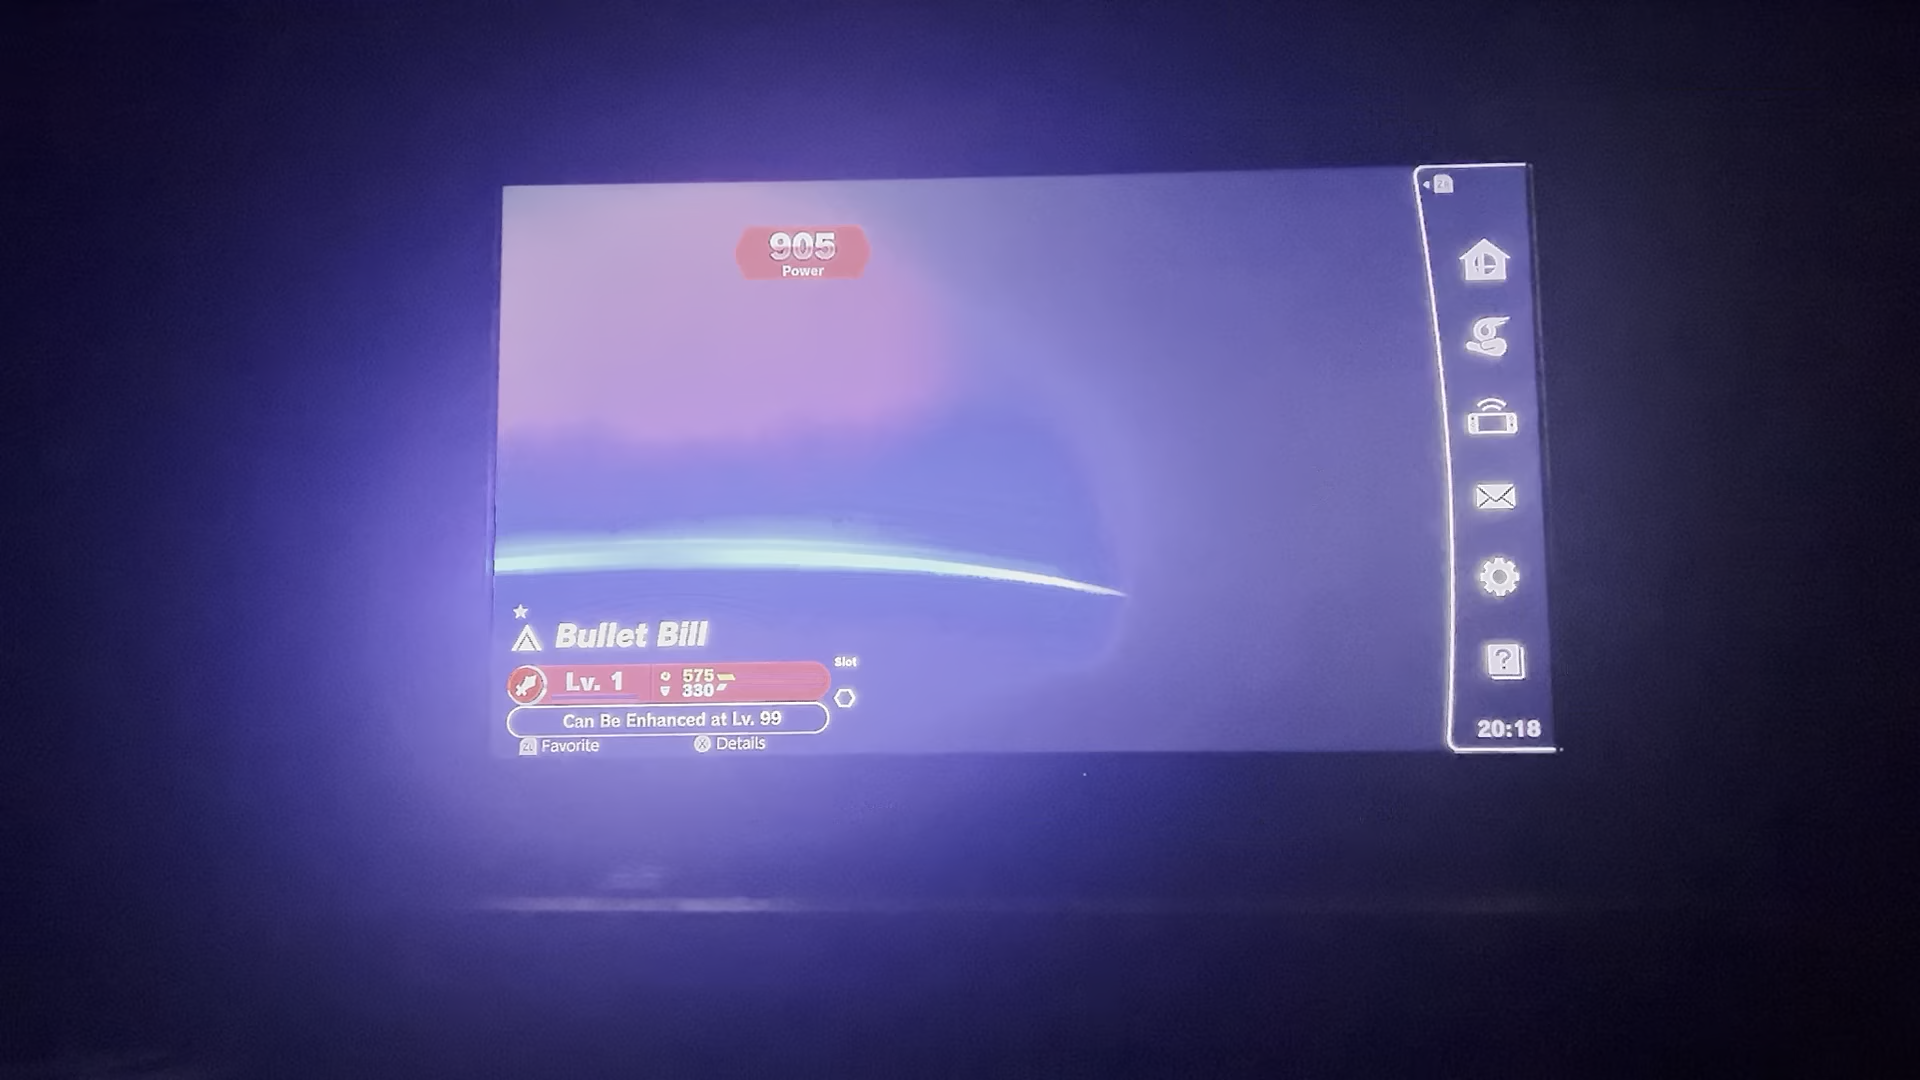 905
Power
Bullet Bill
Slot
Lv. 1
575
330
Can Be Enhanced at Lv. 99
Favorite
Details
20:18